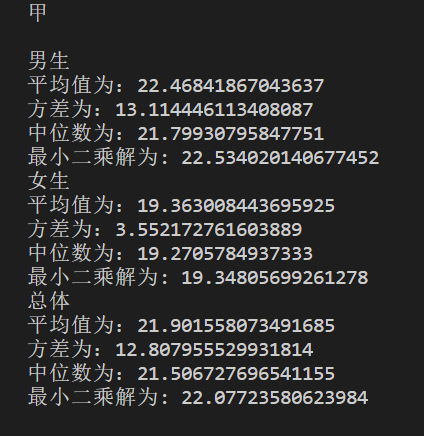 甲
男生
平均值为：22.46841867043637
方差为：13.114446113408087
中位数为：21.79930795847751
最小二乘解为：22.534020140677452
女生
平均值为：19.363008443695925
方差为：3.552172761603889
中位数为：19.2705784937333
最小二乘解为：19.34805699261278
总体
平均值为：21.901558073491685
方差为：12.807955529931814
中位数为：21.506727696541155
最小二乘解为：22.07723580623984